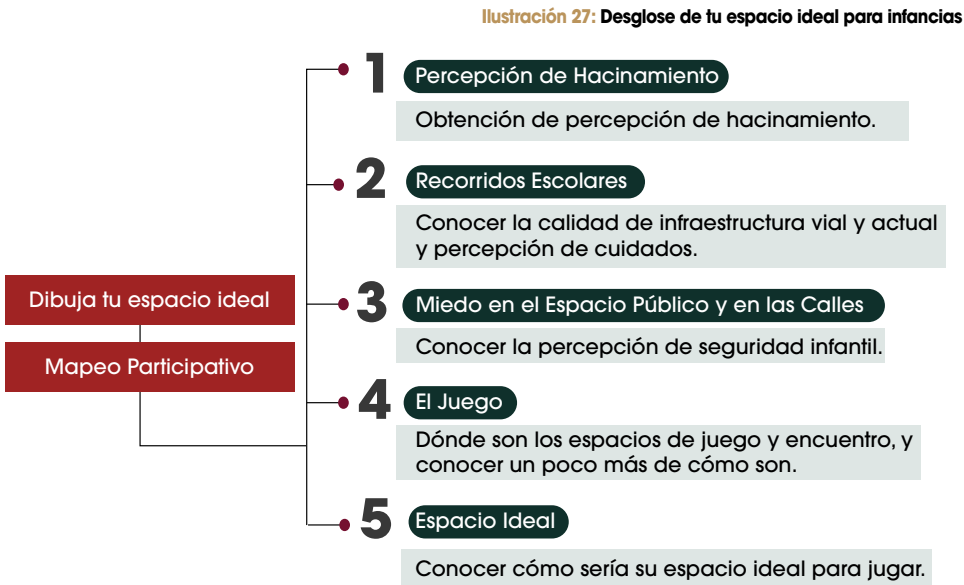 Ilustración 27: Desglose de tu espacio ideal para infancias
1 Percepción de Hacinamiento
Obtención de percepción de hacinamiento.
2 Recorridos Escolares
Conocer la calidad de infraestructura vial y actual
y percepción de cuidados.
Dibuja tu espacio ideal
Mapeo Participativo
3 Miedo en el Espacio Público y en las Calles
Conocer la percepción de seguridad infantil.
4 El Juego
Dónde son los espacios de juego y encuentro, y
conocer un poco más de cómo son.
5 Espacio Ideal
Conocer cómo sería su espacio ideal para jugar.